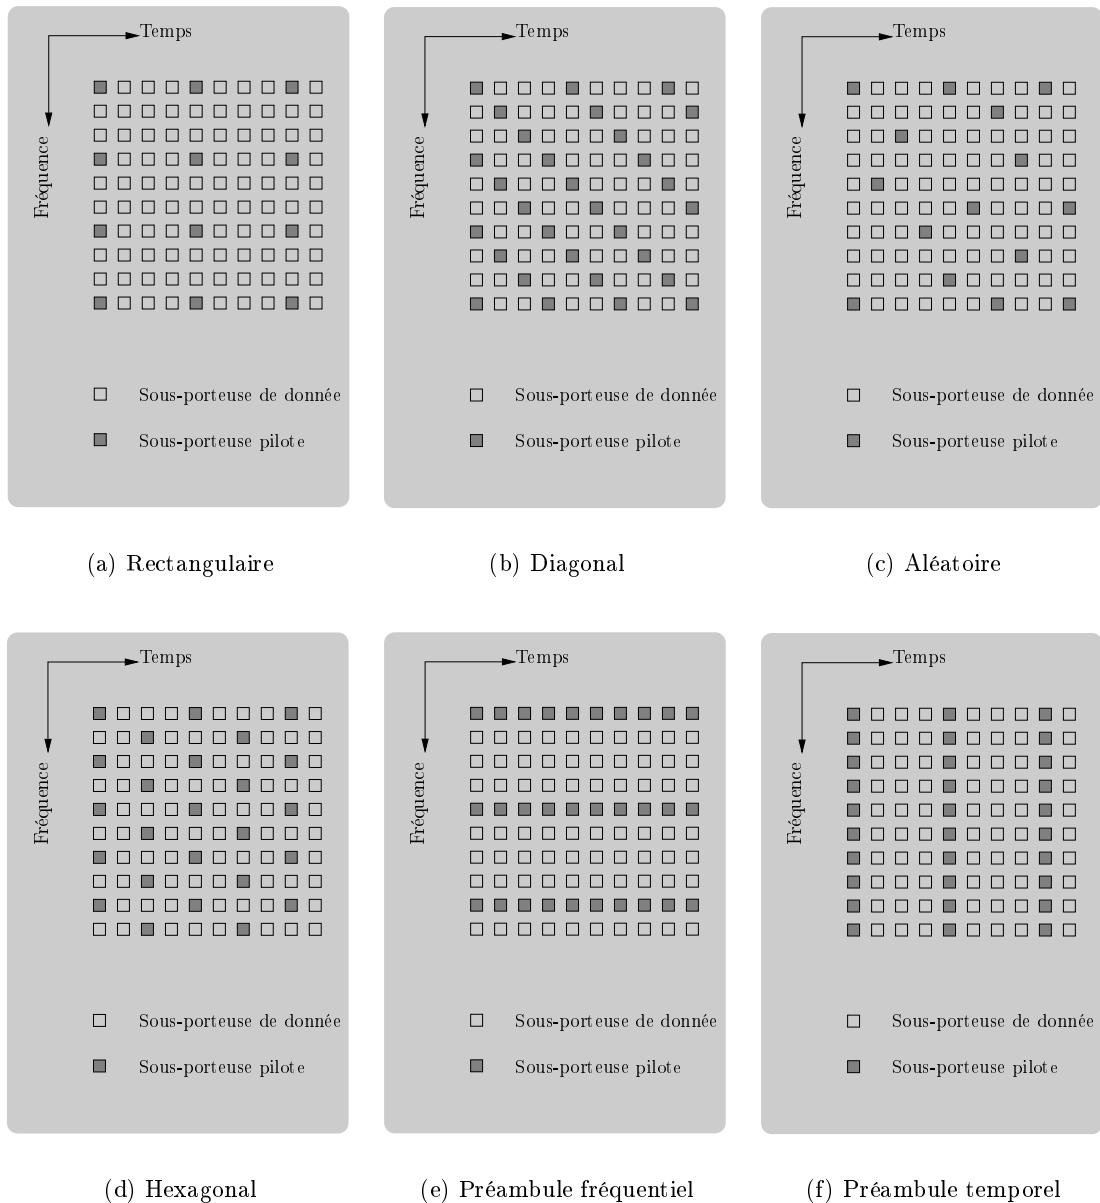 Temps
Fréquence
Sous-porteuse de donnée
Sous-porteuse pilote
(a) Rectangulaire
Temps
Fréquence
Sous-porteuse de donnée
Sous-porteuse pilote
(b) Diagonal
Temps
Fréquence
Sous-porteuse de donnée
Sous-porteuse pilote
(c) Aléatoire
Temps
Fréquence
Sous-porteuse de donnée
Sous-porteuse pilote
(d) Hexagonal
Temps
Fréquence
Sous-porteuse de donnée
Sous-porteuse pilote
(e) Préambule fréquentiel
Temps
Fréquence
Sous-porteuse de donnée
Sous-porteuse pilote
(f) Préambule temporel